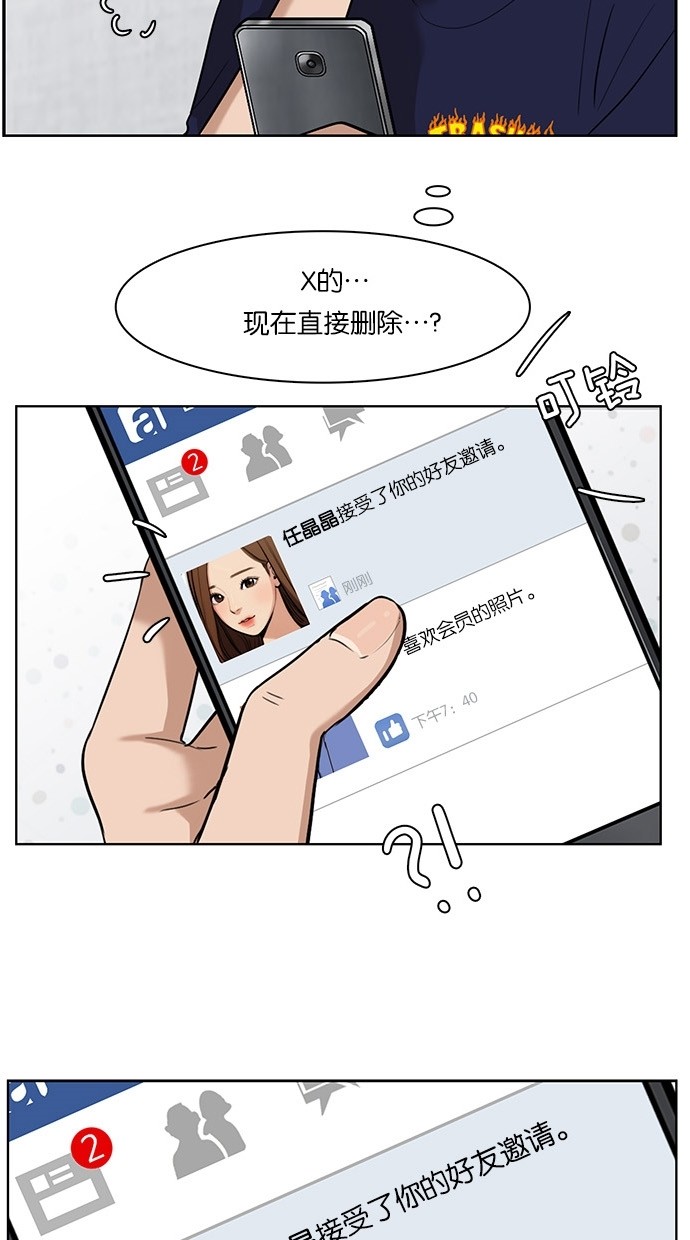 TRASH
X的…
现在直接删除…?
叮铃
a
2
任晶晶接受了你的好友邀请。
刚刚
喜欢会员的照片。
下午7：40
?!
a
2
晶接受了你的好友邀请。